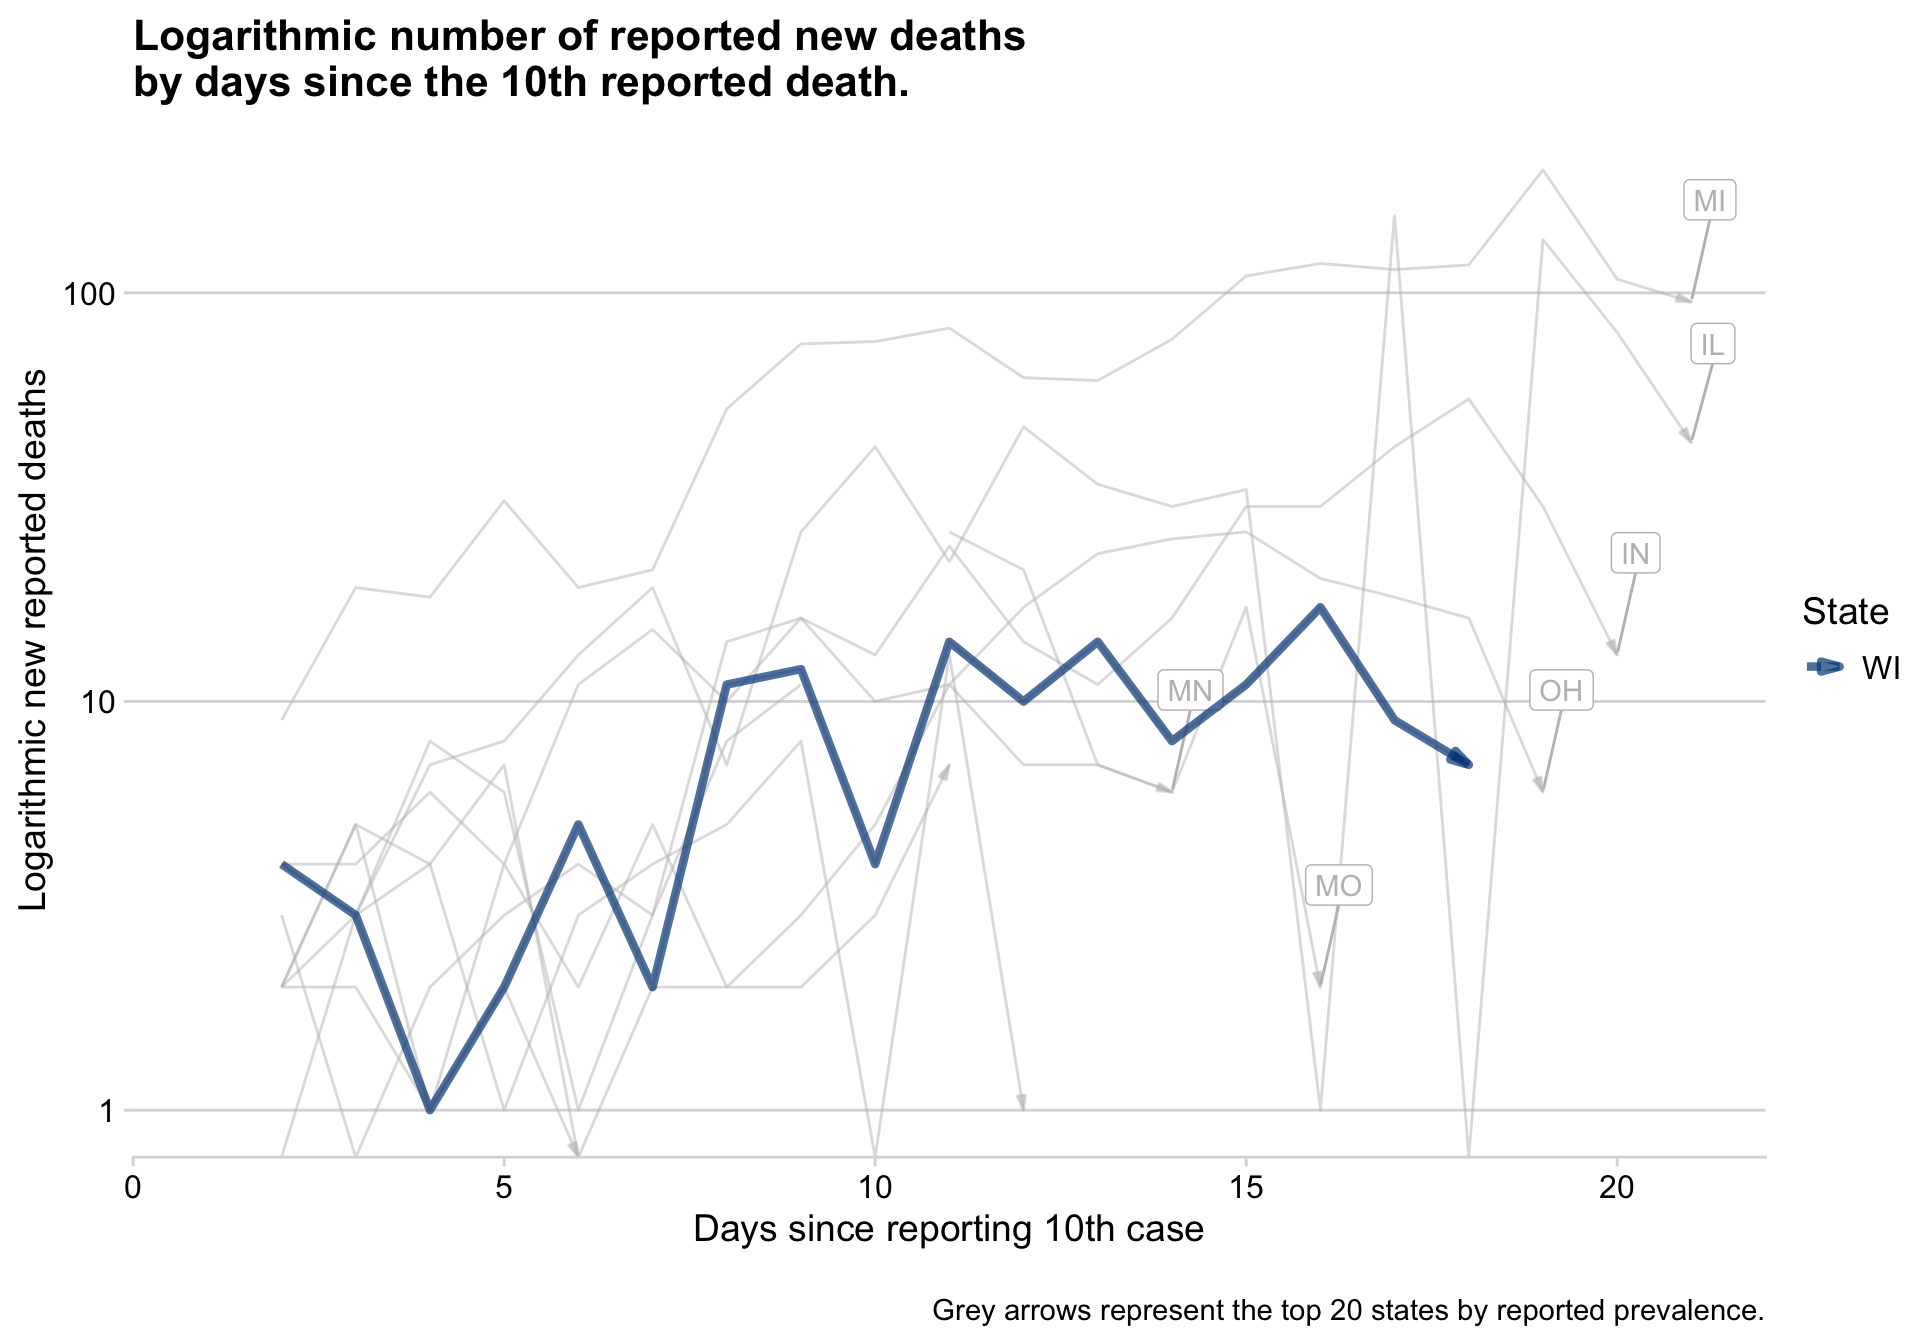 Logarithmic number of reported new deaths
by days since the 10th reported death.
Logarithmic new reported deaths
100
10
1
MI
IL
IN
MN
OH
MO
State
WI
0
5
10
15
20
Days since reporting 10th case
Grey arrows represent the top 20 states by reported prevalence.